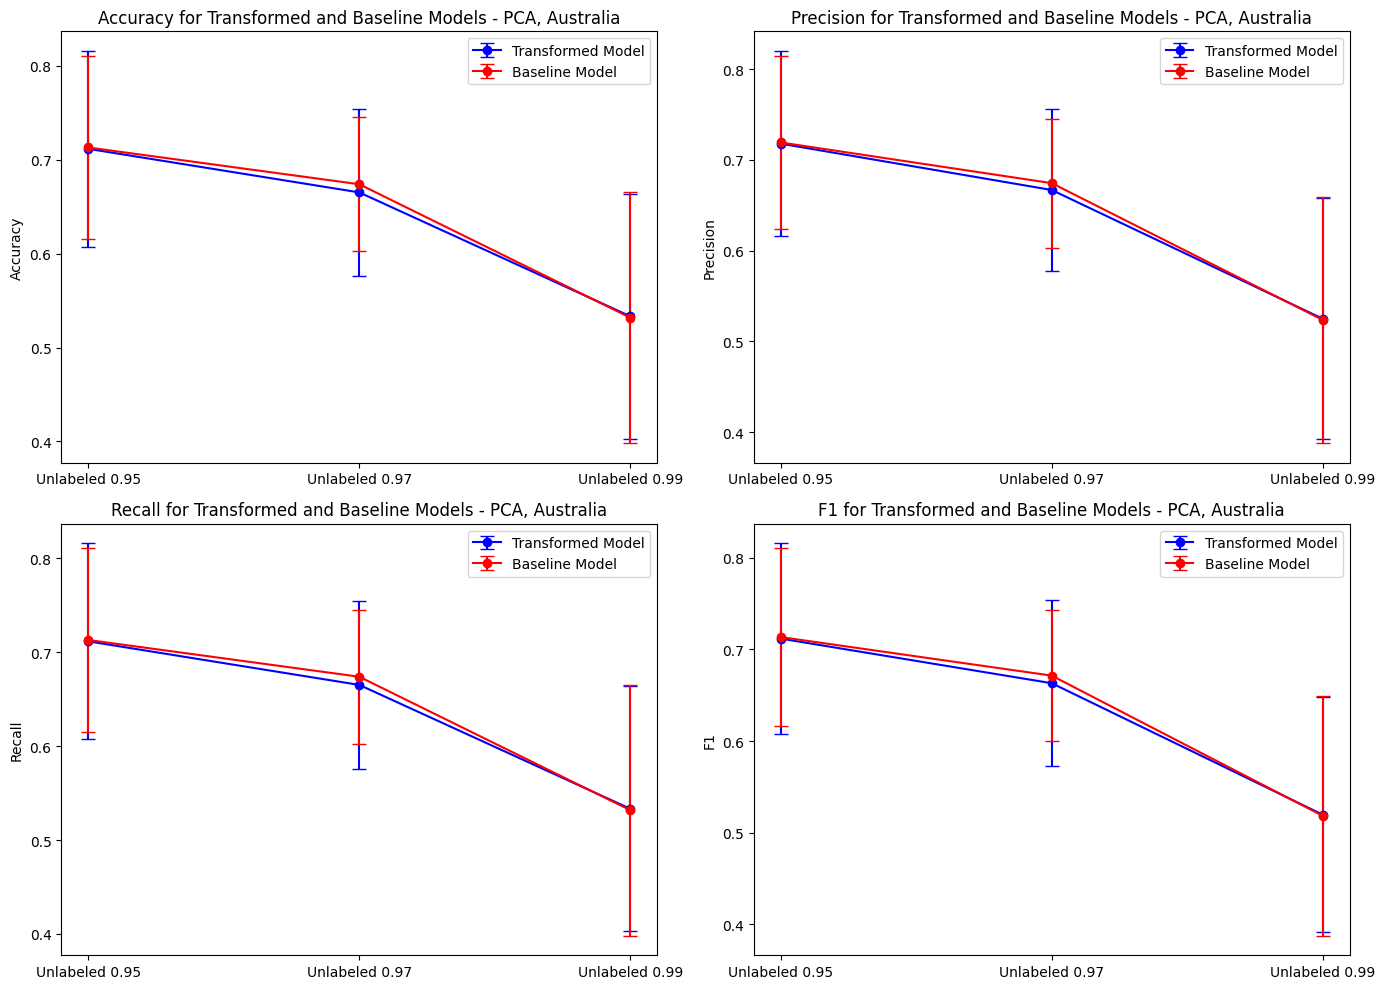 Accuracy for Transformed and Baseline Models - PCA, Australia
Transformed Model
Baseline Model
Accuracy
0.8
0.7
0.6
0.5
0.4
Unlabeled 0.95
Unlabeled 0.97
Unlabeled 0.99
Precision for Transformed and Baseline Models - PCA, Australia
Transformed Model
Baseline Model
Precision
0.8
0.7
0.6
0.5
0.4
Unlabeled 0.95
Unlabeled 0.97
Unlabeled 0.99
Recall for Transformed and Baseline Models - PCA, Australia
Transformed Model
Baseline Model
Recall
0.8
0.7
0.6
0.5
0.4
Unlabeled 0.95
Unlabeled 0.97
Unlabeled 0.99
F1 for Transformed and Baseline Models - PCA, Australia
Transformed Model
Baseline Model
F1
0.8
0.7
0.6
0.5
0.4
Unlabeled 0.95
Unlabeled 0.97
Unlabeled 0.99